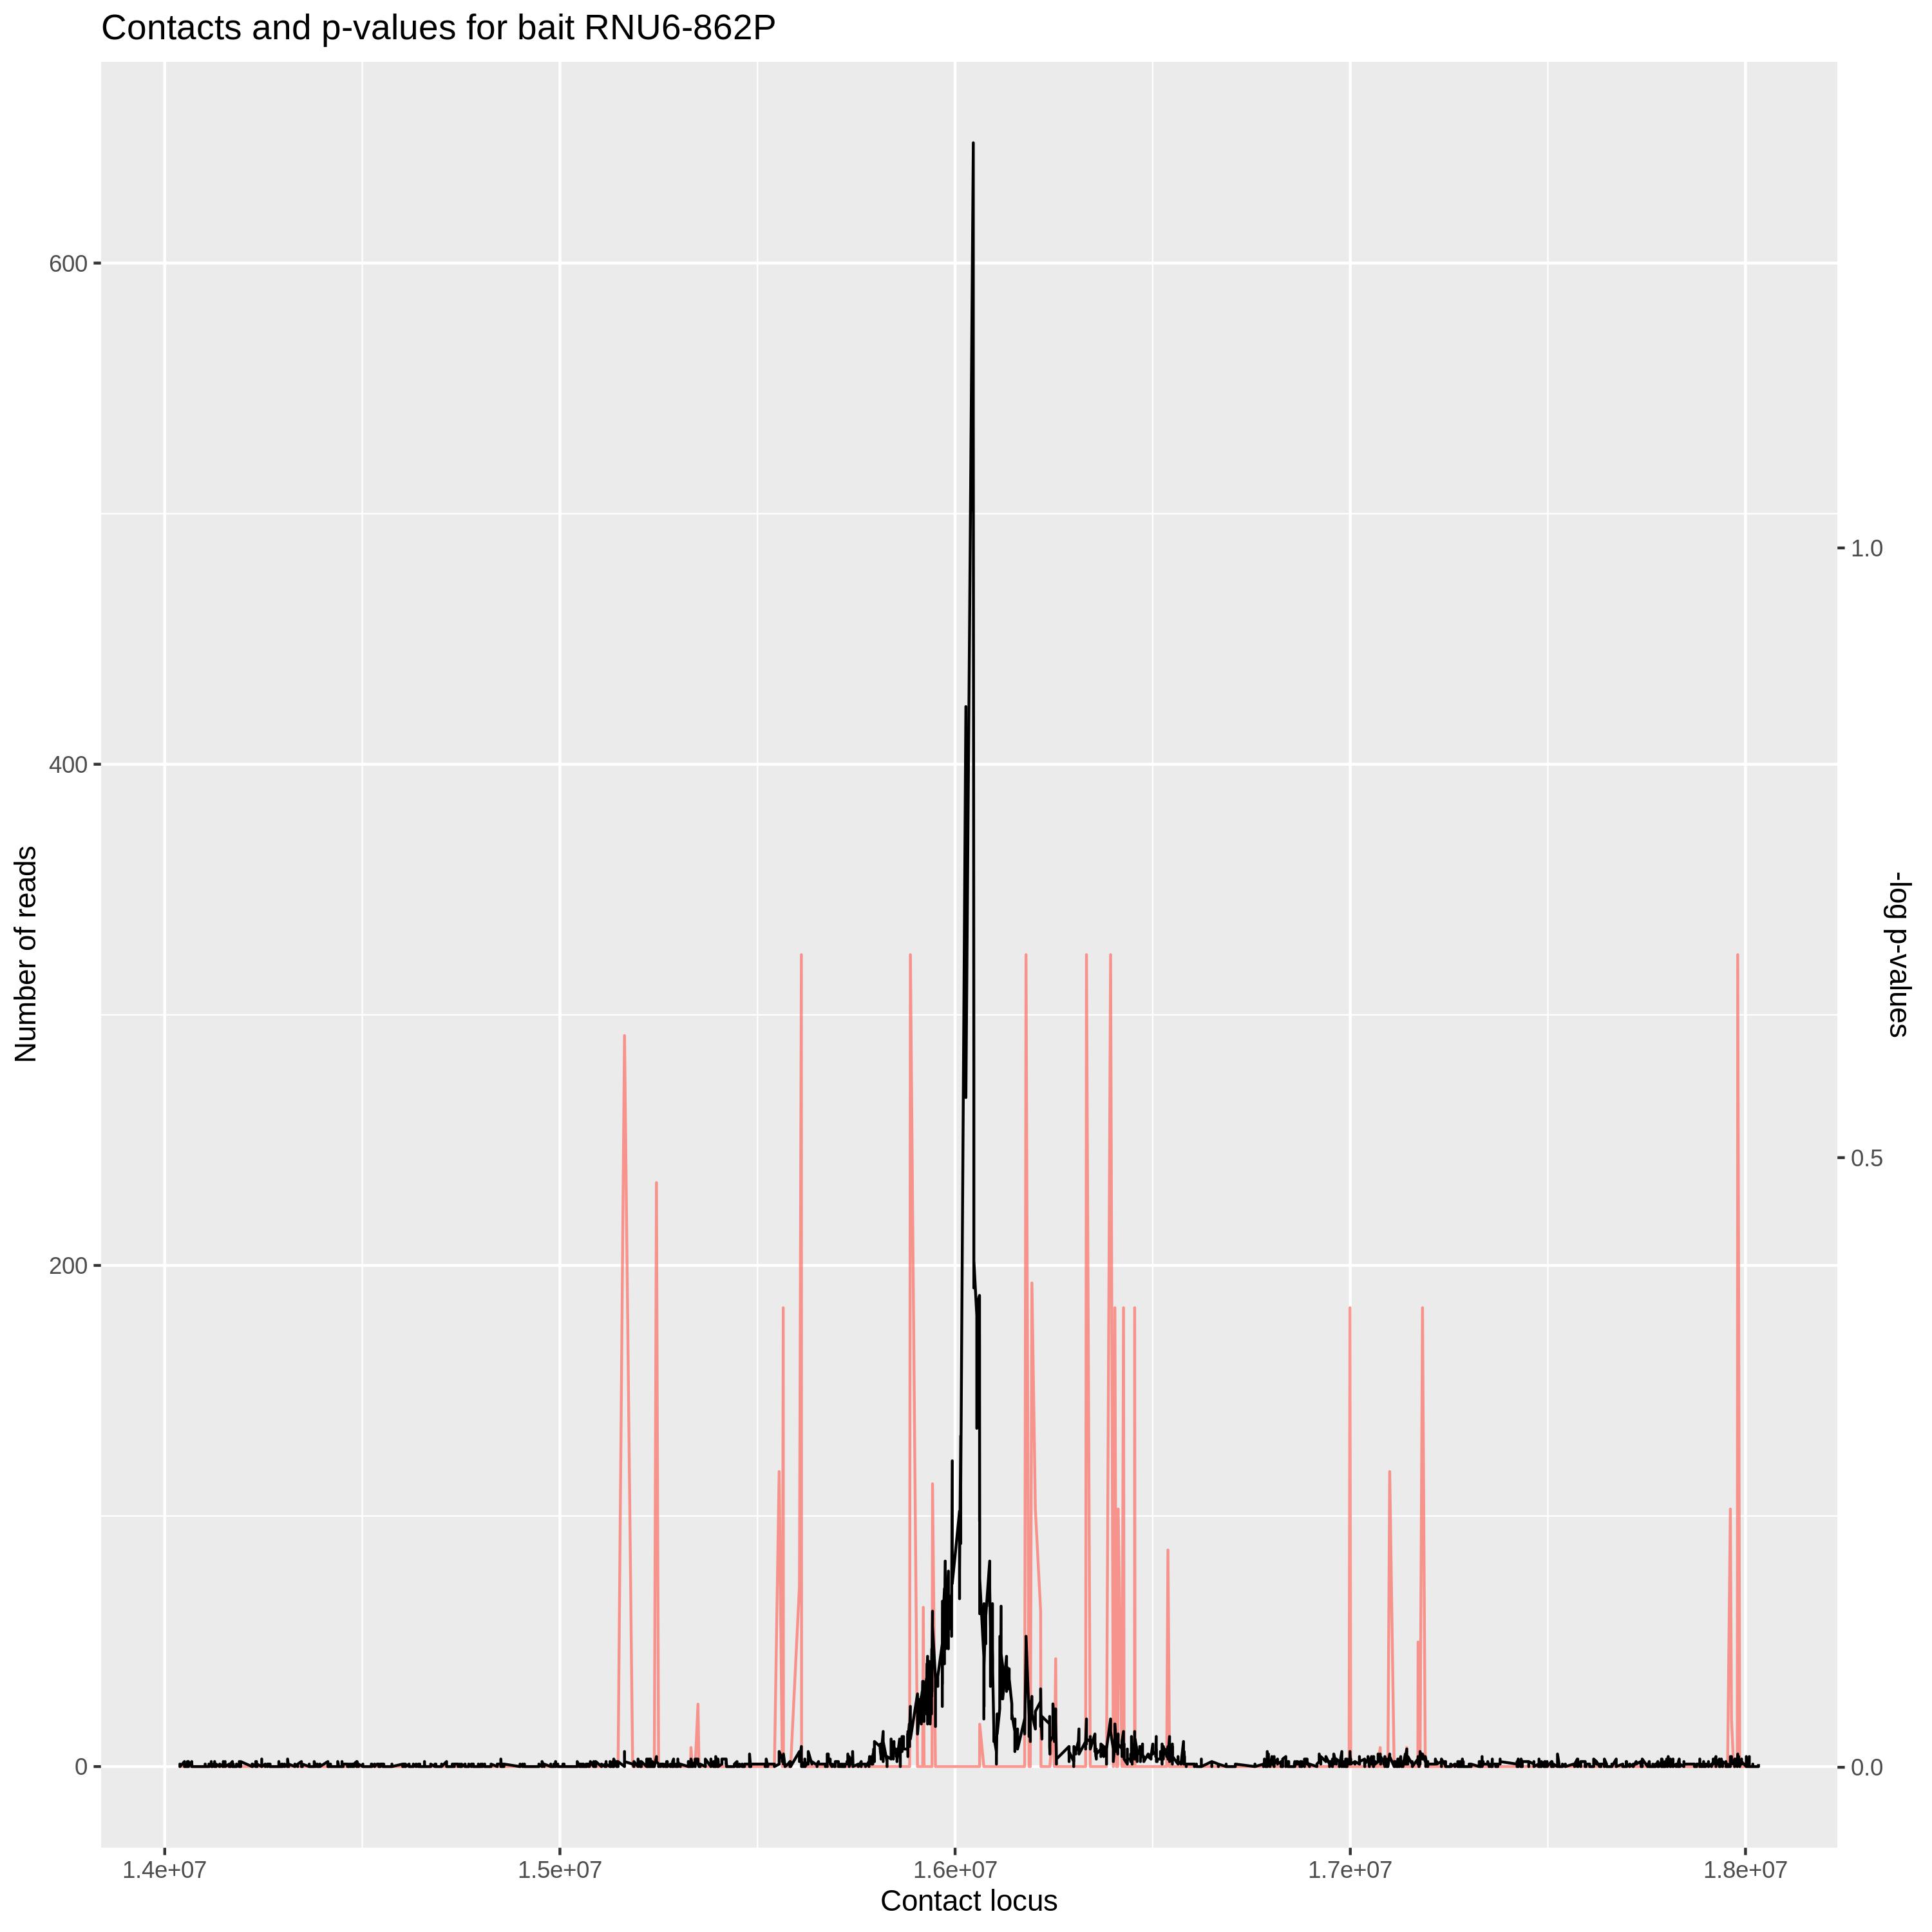 Contacts and p-values for bait RNU6-862P
600
400
200
0
1.0
0.5
0.0
Number of reads
-log p-values
1.4e+07 1.5e+07 1.6e+07 1.7e+07 1.8e+07
Contact locus